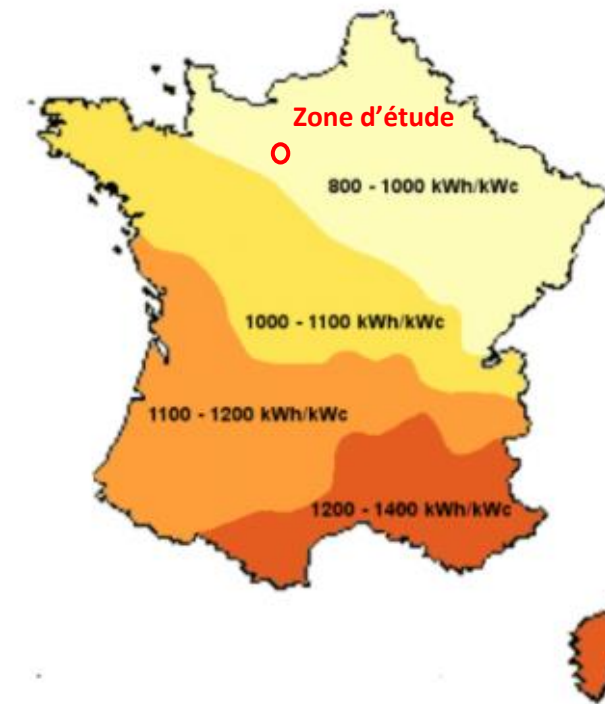 Zone d’étude
800 - 1000 kWh/kWc
1000 - 1100 kWh/kWc
1100 - 1200 kWh/kWc
1200 - 1400 kWh/kWc